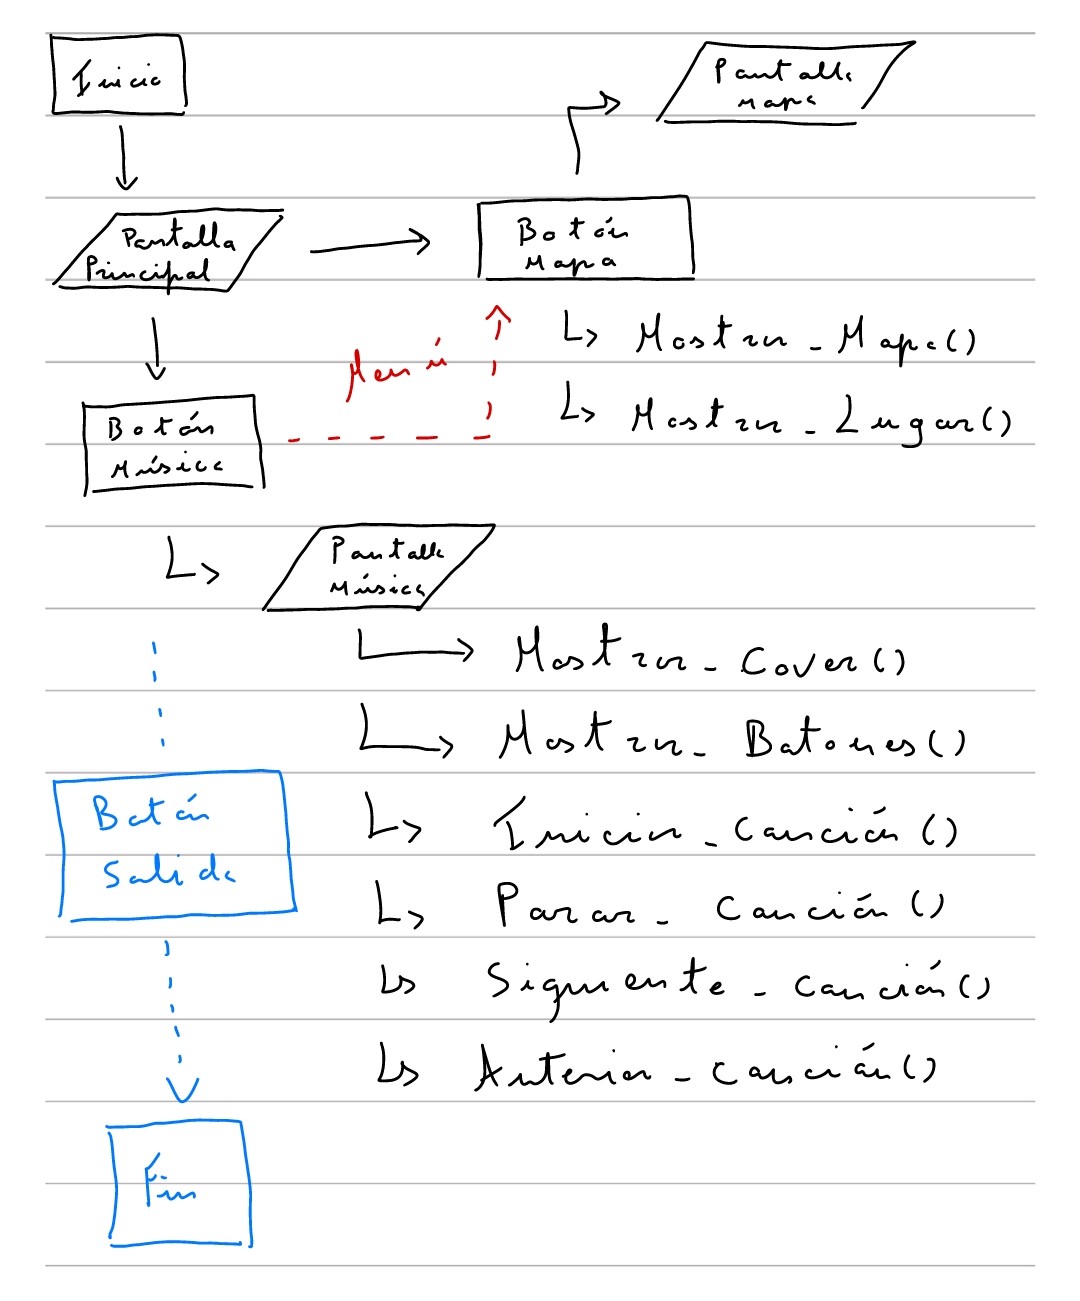 Inicio
Pantalla
Mapa
Pantalla
Principal
Botón
Mapa
Mostrar_Mapa()
Menú
Mostrar_Lugar()
Botón
Música
Pantalla
Música
Mostrar_Cover()
Mostrar_Botones()
Botón
Salida
Iniciar_Canción()
Parar_Canción()
Siguiente_Canción()
Anterior_Canción()
Fin